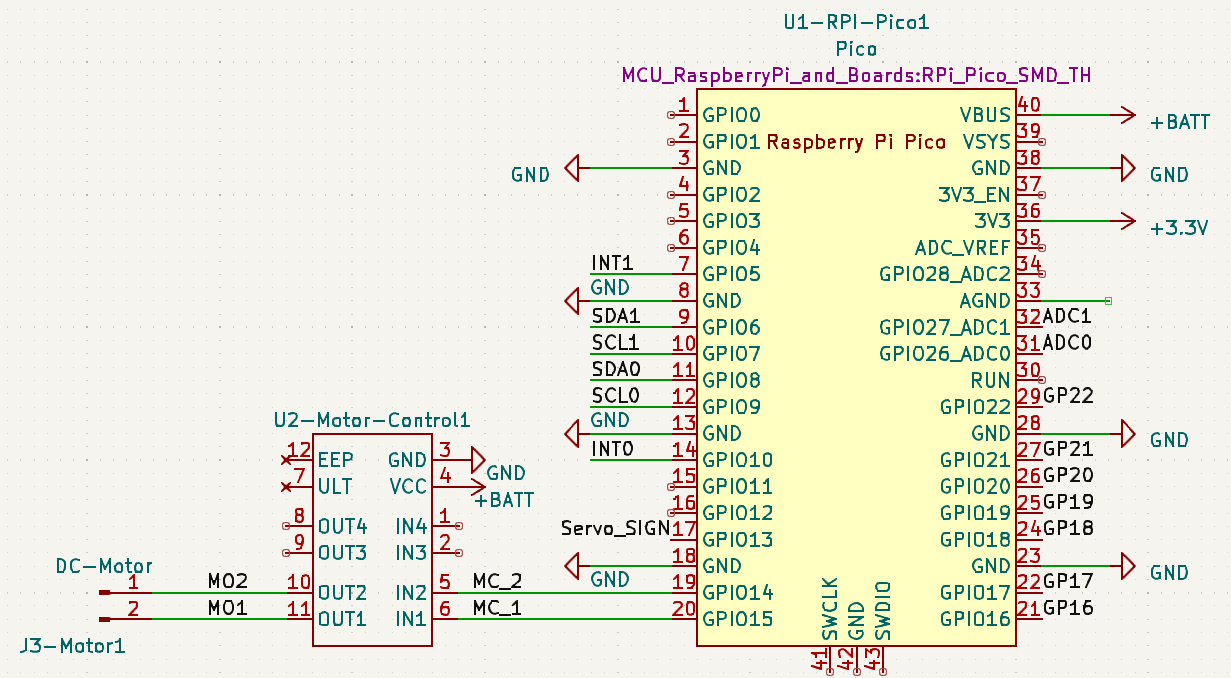 U1-RPI-Pico1
Pico
MCU_RaspberryPi_and_Boards:RPi_Pico_SMD_TH
Raspberry Pi Pico
1 GPIO0
2 GPIO1
GND 3 GND
4 GPIO2
5 GPIO3
6 GPIO4
INT1 7 GPIO5
GND 8 GND
SDA1 9 GPIO6
SCL1 10 GPIO7
SDA0 11 GPIO8
SCL0 12 GPIO9
GND 13 GND
INT0 14 GPIO10
15 GPIO11
16 GPIO12
Servo_SIGN 17 GPIO13
GND 18 GND
19 GPIO14
20 GPIO15
VBUS 40 +BATT
VSYS 39
GND 38 GND
3V3_EN 37
3V3 36 +3.3V
ADC_VREF 35
GPIO28_ADC2 34
AGND 33
GPIO27_ADC1 32 ADC1
GPIO26_ADC0 31 ADC0
RUN 30
GPIO22 29 GP22
GND 28 GND
GPIO21 27 GP21
GPIO20 26 GP20
GPIO19 25 GP19
GPIO18 24 GP18
GND 23 GND
GPIO17 22 GP17
GPIO16 21 GP16
SWCLK 41
GND 42
SWDIO 43
U2-Motor-Control1
12 EEP GND 3 GND
7 ULT VCC 4 +BATT
8 OUT4 IN4 1
9 OUT3 IN3 2
MO2 10 OUT2 IN2 5 MC_2
MO1 11 OUT1 IN1 6 MC_1
DC-Motor
1
2
J3-Motor1